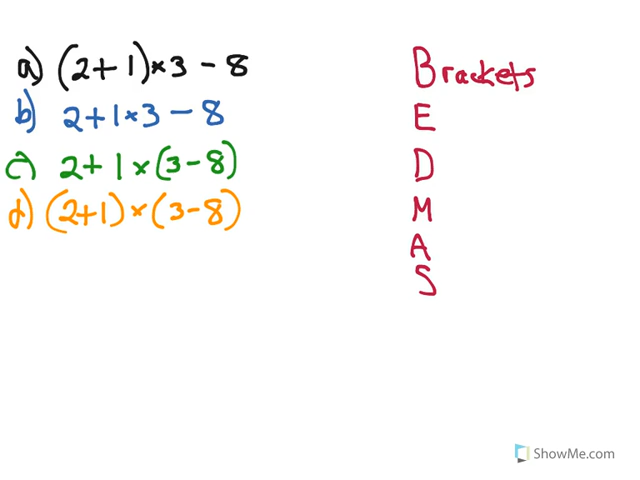 a) (2+1)×3 - 8
b) 2+1×3 - 8
c) 2+ 1 ×(3-8)
d) (2+1)×(3-8)
Brackets
E
D
M
A
S
ShowMe.com